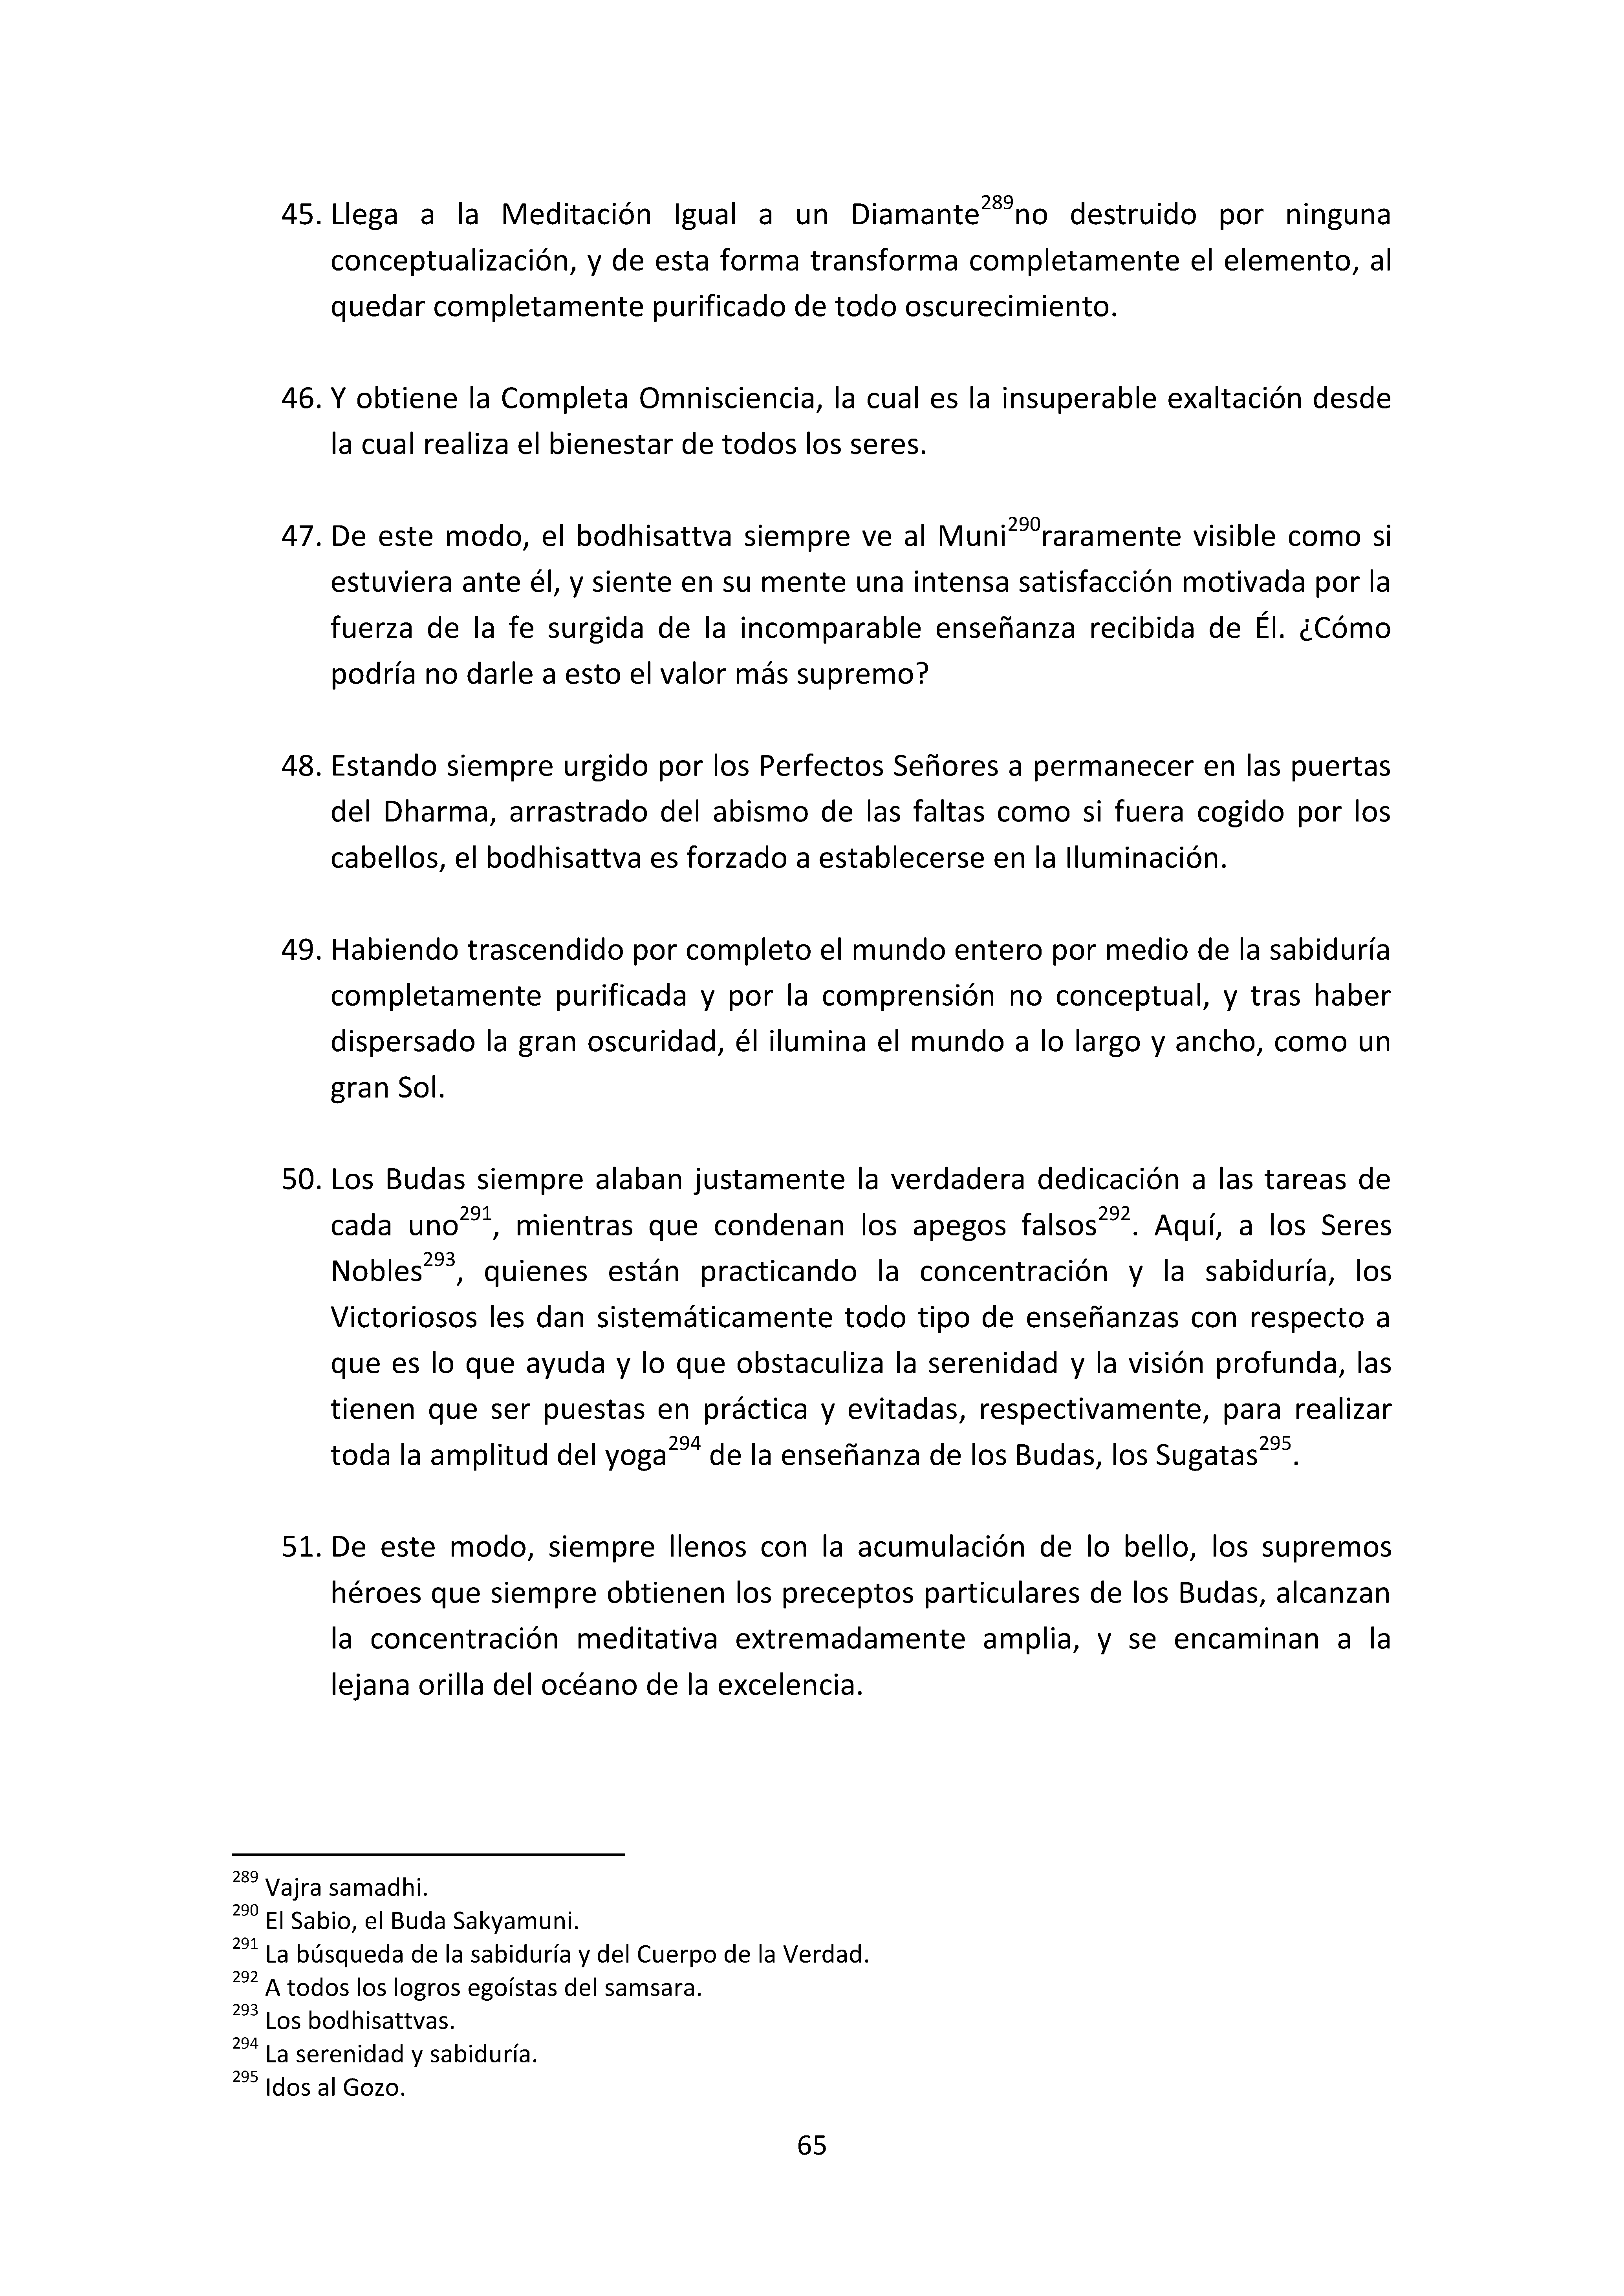 45. Llega a la Meditación Igual a un Diamante289no destruido por ninguna
conceptualización, y de esta forma transforma completamente el elemento, al
quedar completamente purificado de todo oscurecimiento.
46. Y obtiene la Completa Omnisciencia, la cual es la insuperable exaltación desde
la cual realiza el bienestar de todos los seres.
47. De este modo, el bodhisattva siempre ve al Muni290raramente visible como si
estuviera ante él, y siente en su mente una intensa satisfacción motivada por la
fuerza de la fe surgida de la incomparable enseñanza recibida de Él. ¿Cómo
podría no darle a esto el valor más supremo?
48. Estando siempre urgido por los Perfectos Señores a permanecer en las puertas
del Dharma, arrastrado del abismo de las faltas como si fuera cogido por los
cabellos, el bodhisattva es forzado a establecerse en la Iluminación.
49. Habiendo trascendido por completo el mundo entero por medio de la sabiduría
completamente purificada y por la comprensión no conceptual, y tras haber
dispersado la gran oscuridad, él ilumina el mundo a lo largo y ancho, como un
gran Sol.
50. Los Budas siempre alaban justamente la verdadera dedicación a las tareas de
cada uno291, mientras que condenan los apegos falsos292. Aquí, a los Seres
Nobles293, quienes están practicando la concentración y la sabiduría, los
Victoriosos les dan sistemáticamente todo tipo de enseñanzas con respecto a
que es lo que ayuda y lo que obstaculiza la serenidad y la visión profunda, las
tienen que ser puestas en práctica y evitadas, respectivamente, para realizar
toda la amplitud del yoga294 de la enseñanza de los Budas, los Sugatas295.
51. De este modo, siempre llenos con la acumulación de lo bello, los supremos
héroes que siempre obtienen los preceptos particulares de los Budas, alcanzan
la concentración meditativa extremadamente amplia, y se encaminan a la
lejana orilla del océano de la excelencia.
289 Vajra samadhi.
290 El Sabio, el Buda Sakyamuni.
291 La búsqueda de la sabiduría y del Cuerpo de la Verdad.
292 A todos los logros egoístas del samsara.
293 Los bodhisattvas.
294 La serenidad y sabiduría.
295 Idos al Gozo.
65